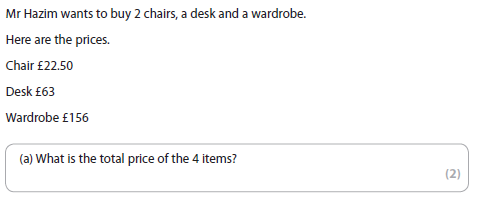 Mr Hazim wants to buy 2 chairs, a desk and a wardrobe.
Here are the prices.
Chair £22.50
Desk £63
Wardrobe £156
(a) What is the total price of the 4 items?
(2)